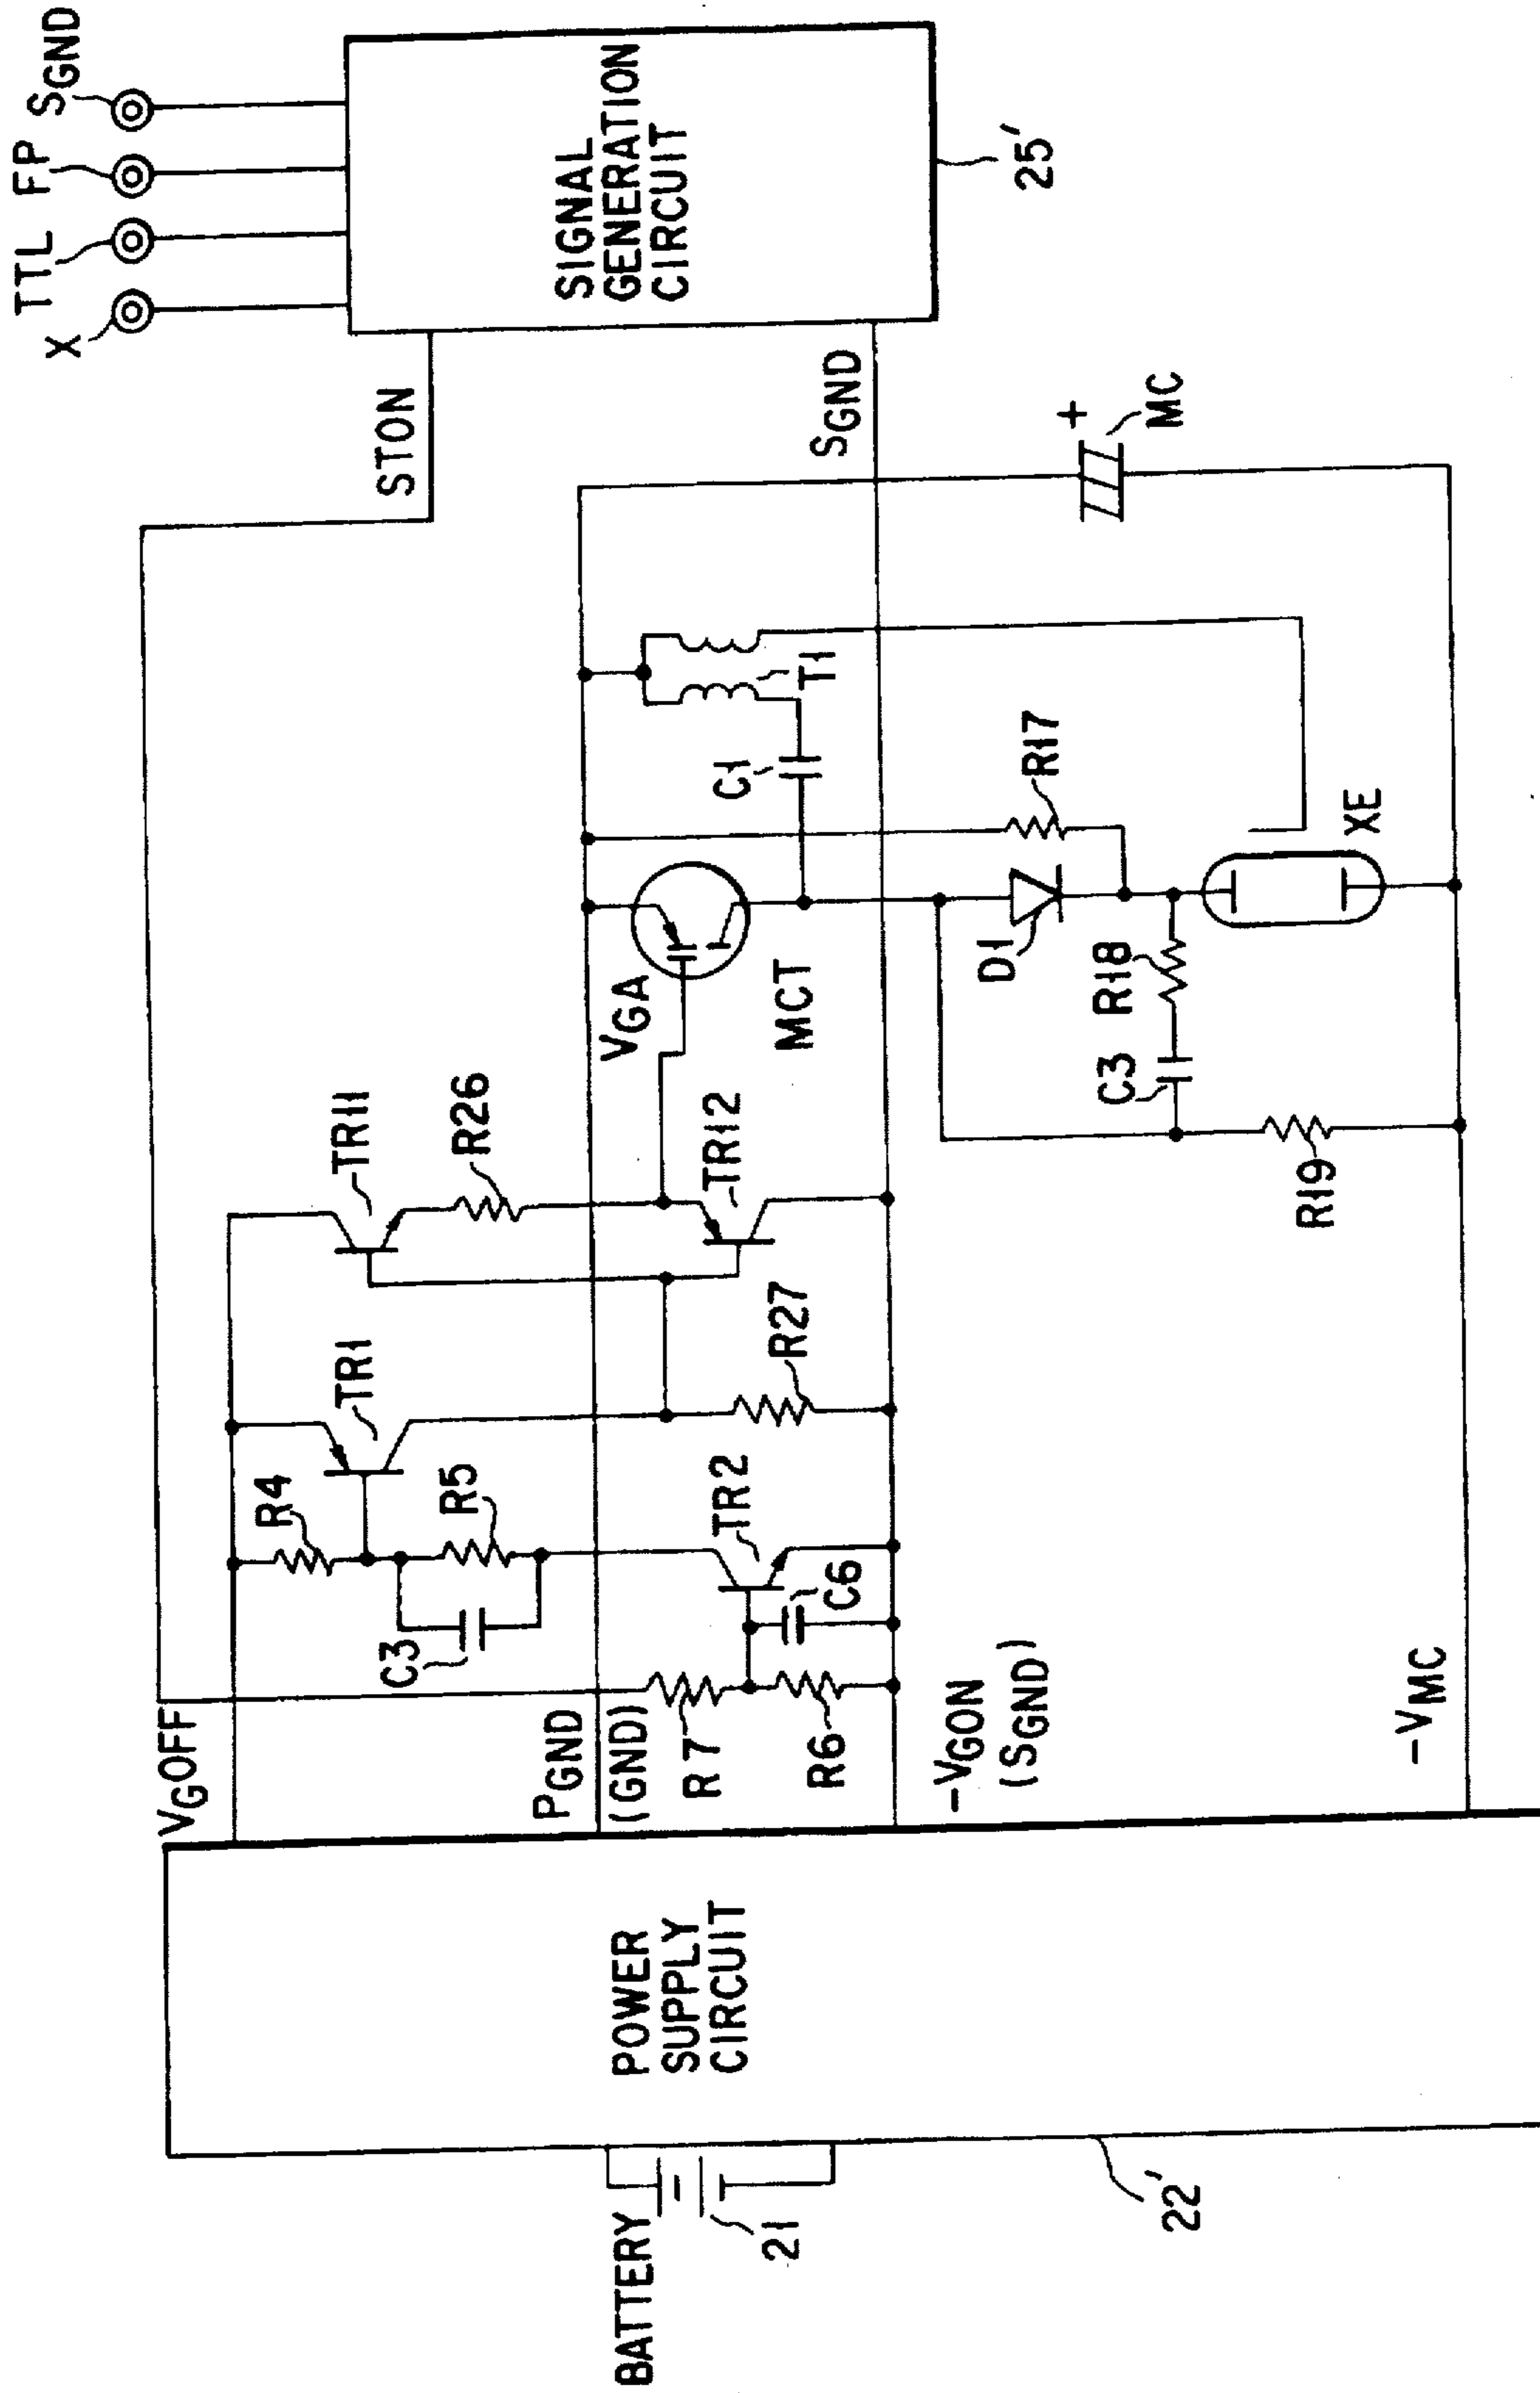 BATTERY
21
POWER
SUPPLY
CIRCUIT
22'
VGOFF
PGND
(GND)
-VGON
(SGND)
-VMC
R4
C3
R5
R7
R6
C6
TR2
TR1
R27
TR11
R26
TR12
VGA
MCT
C1
T1
D1
R17
R18
C3
R19
XE
MC
+
STON
SGND
SIGNAL
GENERATION
CIRCUIT
25'
X
TTL
FP
SGND